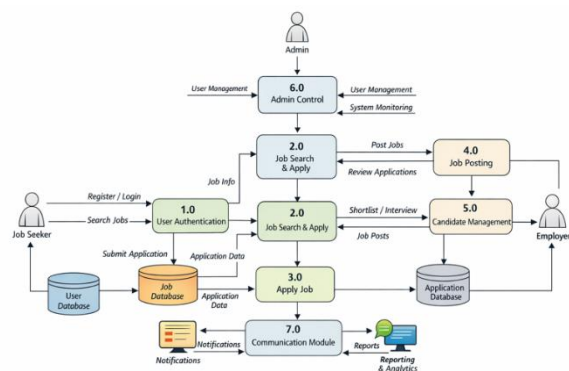 Admin
6.0
Admin Control
User Management
User Management
System Monitoring
2.0
Job Search
& Apply
Post Jobs
Review Applications
4.0
Job Posting
Job Info
Register / Login
Search Jobs
Job Seeker
1.0
User Authentication
2.0
Job Search & Apply
Shortlist / Interview
Job Posts
5.0
Candidate Management
Employer
Submit Application
Application Data
User
Database
Job
Database
Application
Data
3.0
Apply Job
Application
Database
7.0
Communication Module
Notifications
Notifications
Reports
Reporting
& Analytics